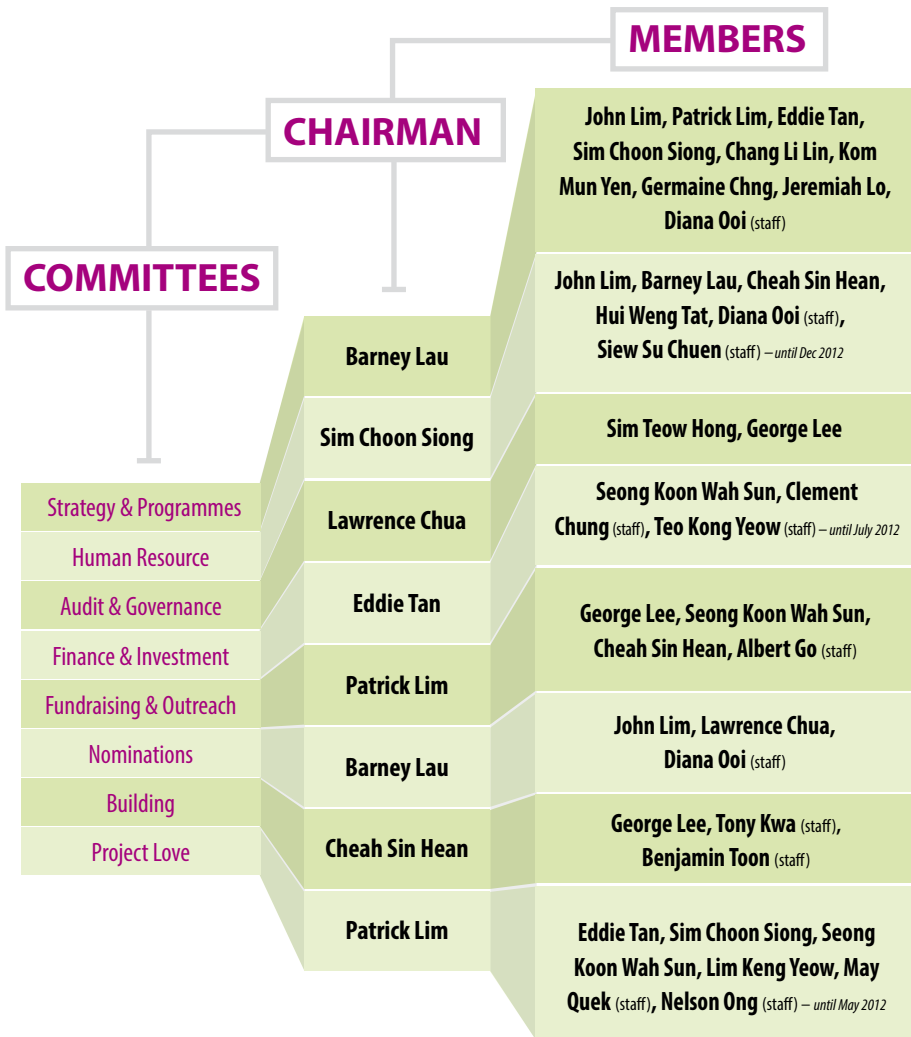 MEMBERS
CHAIRMAN
COMMITTEES
Strategy & Programmes
Human Resource
Audit & Governance
Finance & Investment
Fundraising & Outreach
Nominations
Building
Project Love
Barney Lau
Sim Choon Siong
Lawrence Chua
Eddie Tan
Patrick Lim
Barney Lau
Cheah Sin Hean
Patrick Lim
John Lim, Patrick Lim, Eddie Tan,
Sim Choon Siong, Chang Li Lin, Kom
Mun Yen, Germaine Chng, Jeremiah Lo,
Diana Ooi (staff)
John Lim, Barney Lau, Cheah Sin Hean,
Hui Weng Tat, Diana Ooi (staff),
Siew Su Chuen (staff) – until Dec 2012
Sim Teow Hong, George Lee
Seong Koon Wah Sun, Clement
Chung (staff), Teo Kong Yeow (staff) – until July 2012
George Lee, Seong Koon Wah Sun,
Cheah Sin Hean, Albert Go (staff)
John Lim, Lawrence Chua,
Diana Ooi (staff)
George Lee, Tony Kwa (staff),
Benjamin Toon (staff)
Eddie Tan, Sim Choon Siong, Seong
Koon Wah Sun, Lim Keng Yeow, May
Quek (staff), Nelson Ong (staff) – until May 2012